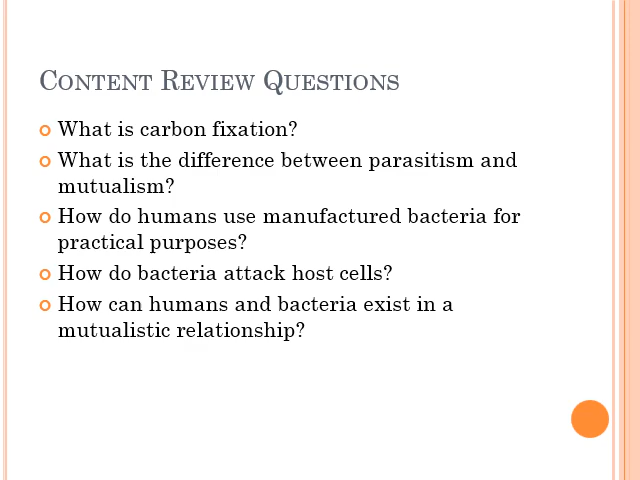 Content Review Questions
What is carbon fixation?
What is the difference between parasitism and
mutualism?
How do humans use manufactured bacteria for
practical purposes?
How do bacteria attack host cells?
How can humans and bacteria exist in a
mutualistic relationship?